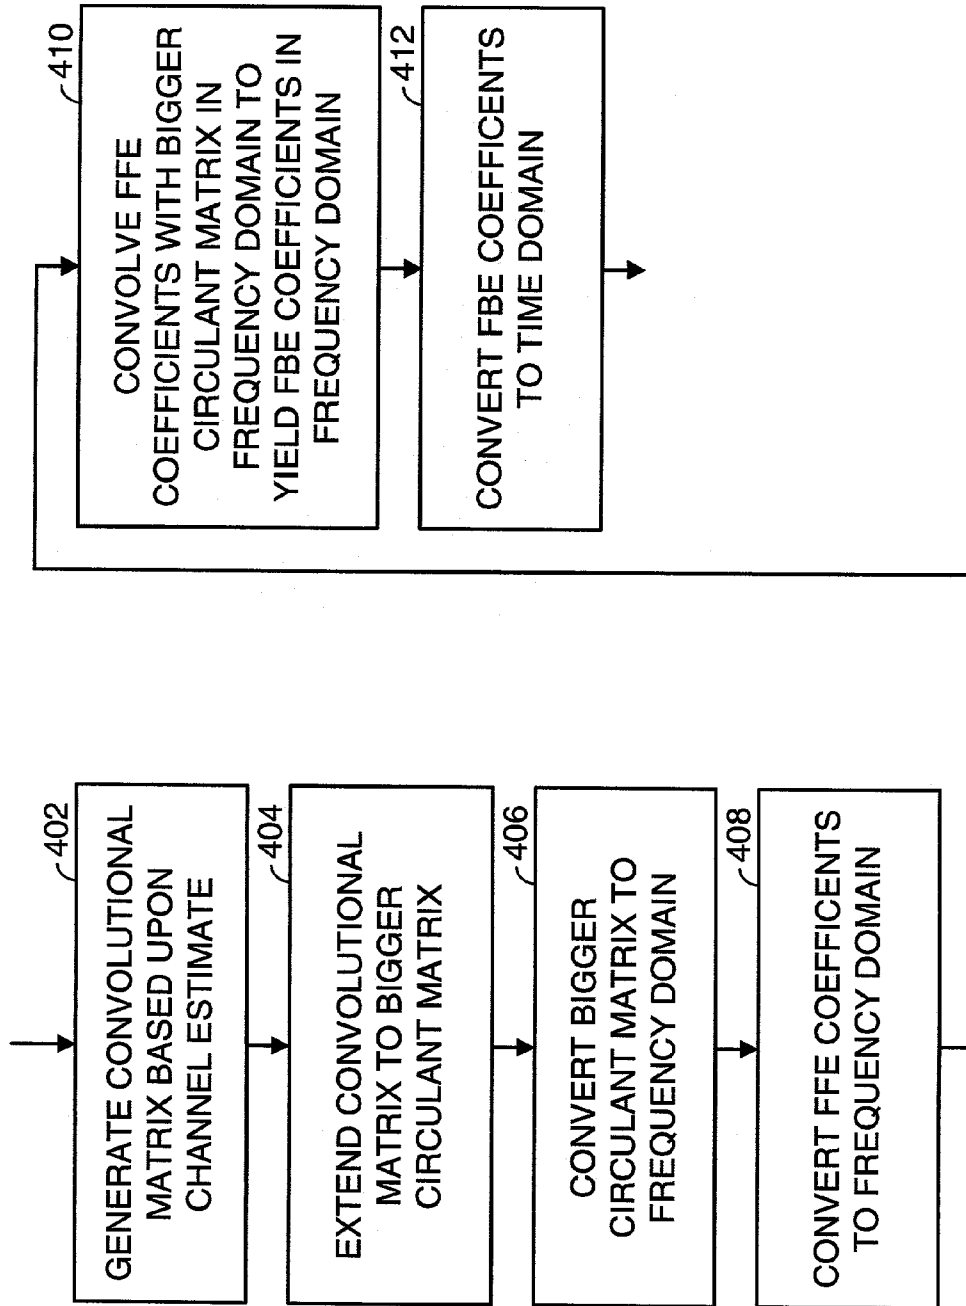 402
GENERATE CONVOLUTIONAL
MATRIX BASED UPON
CHANNEL ESTIMATE
404
EXTEND CONVOLUTIONAL
MATRIX TO BIGGER
CIRCULANT MATRIX
406
CONVERT BIGGER
CIRCULANT MATRIX TO
FREQUENCY DOMAIN
408
CONVERT FFE COEFFICENTS
TO FREQUENCY DOMAIN
410
CONVOLVE FFE
COEFFICIENTS WITH BIGGER
CIRCULANT MATRIX IN
FREQUENCY DOMAIN TO
YIELD FBE COEFFICIENTS IN
FREQUENCY DOMAIN
412
CONVERT FBE COEFFICENTS
TO TIME DOMAIN